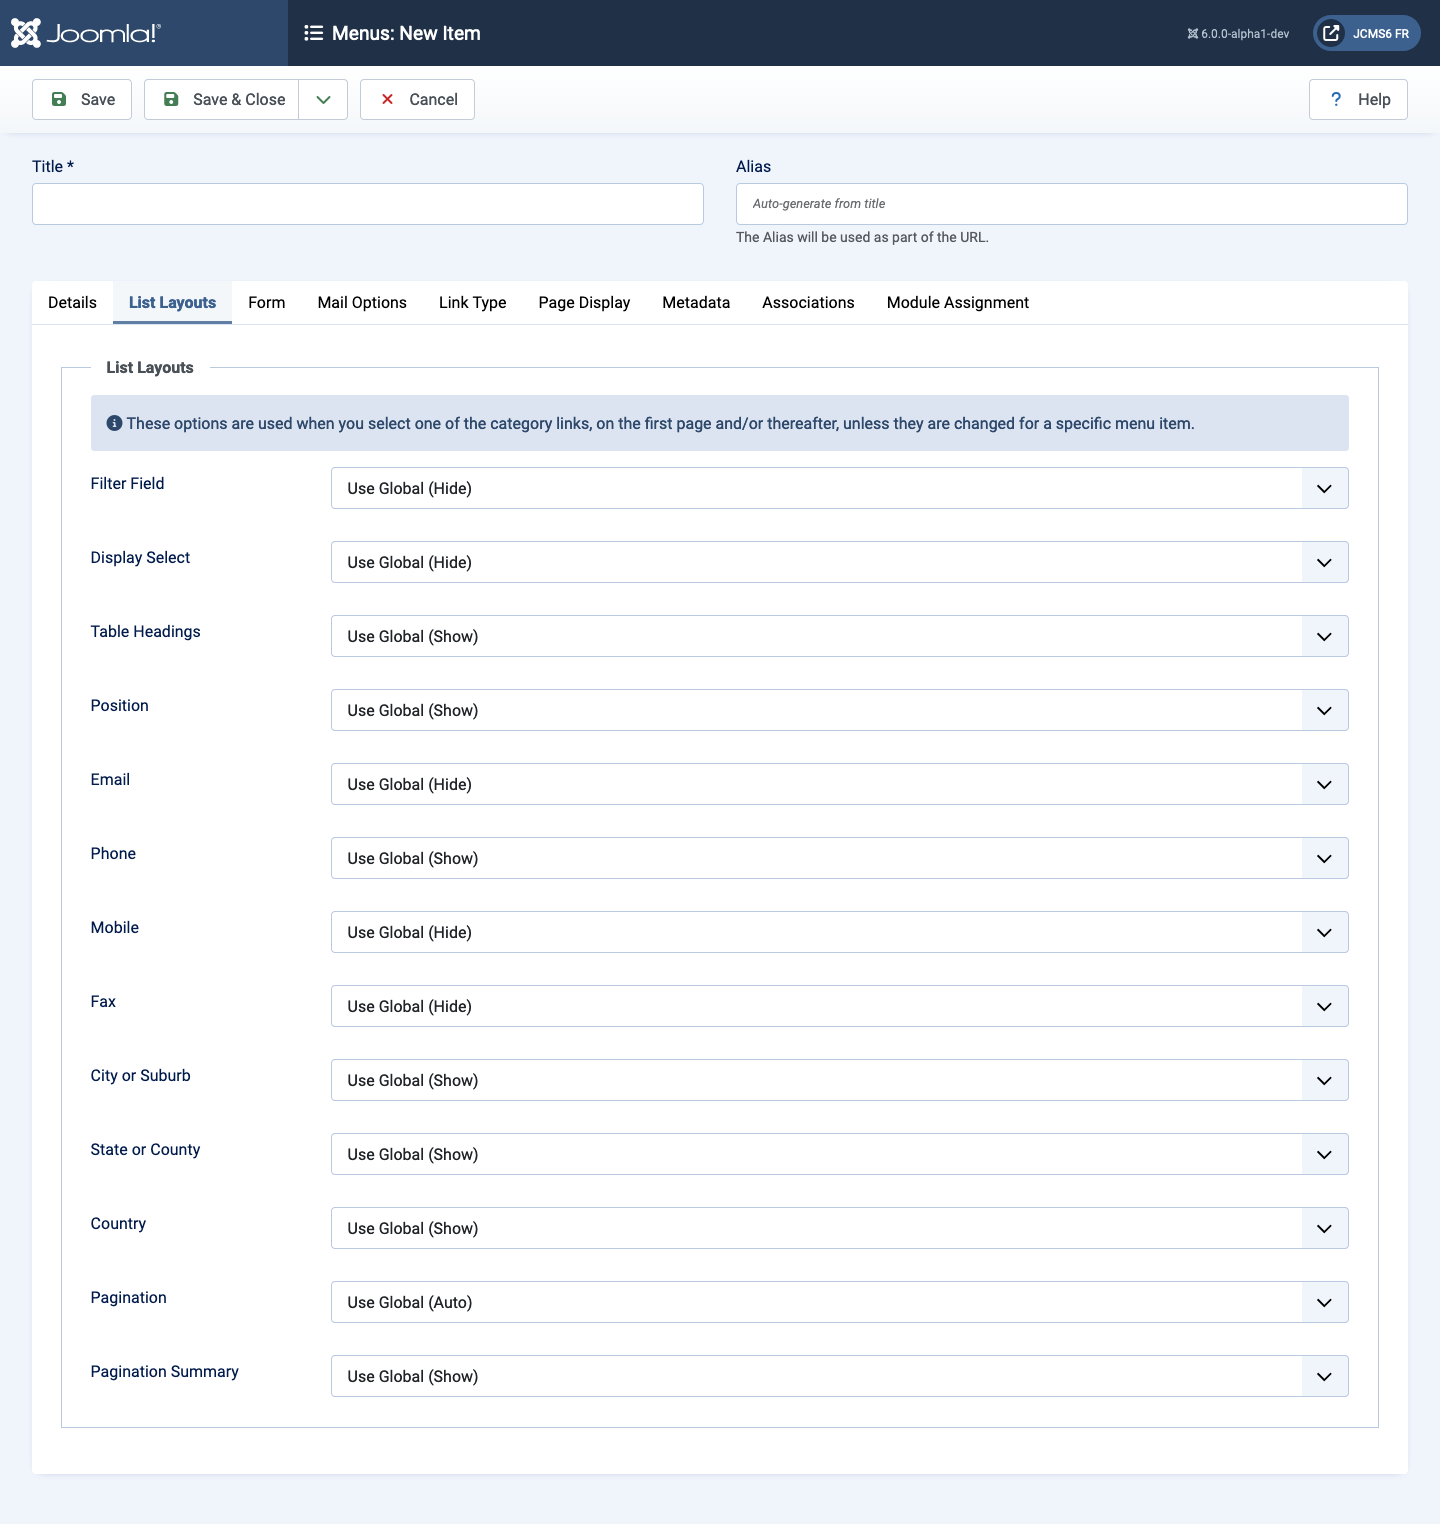 Joomla!®
Menus: New Item
6.0.0-alpha1-dev
JCMS6 FR
Save
Save & Close
Cancel
Help
Title *
Alias
Auto-generate from title
The Alias will be used as part of the URL.
Details
List Layouts
Form
Mail Options
Link Type
Page Display
Metadata
Associations
Module Assignment
List Layouts
These options are used when you select one of the category links, on the first page and/or thereafter, unless they are changed for a specific menu item.
Filter Field
Use Global (Hide)
Display Select
Use Global (Hide)
Table Headings
Use Global (Show)
Position
Use Global (Show)
Email
Use Global (Hide)
Phone
Use Global (Show)
Mobile
Use Global (Hide)
Fax
Use Global (Hide)
City or Suburb
Use Global (Show)
State or County
Use Global (Show)
Country
Use Global (Show)
Pagination
Use Global (Auto)
Pagination Summary
Use Global (Show)